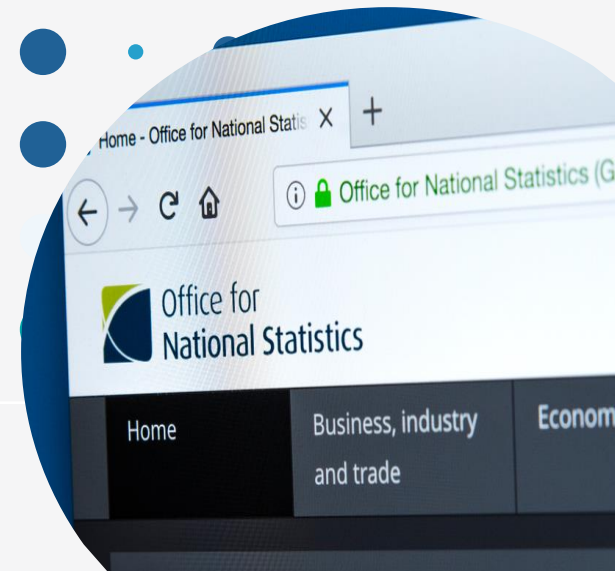 Home - Office for National Statis
Office for National Statistics (G
Office for
National Statistics
Home
Business, industry
and trade
Econom